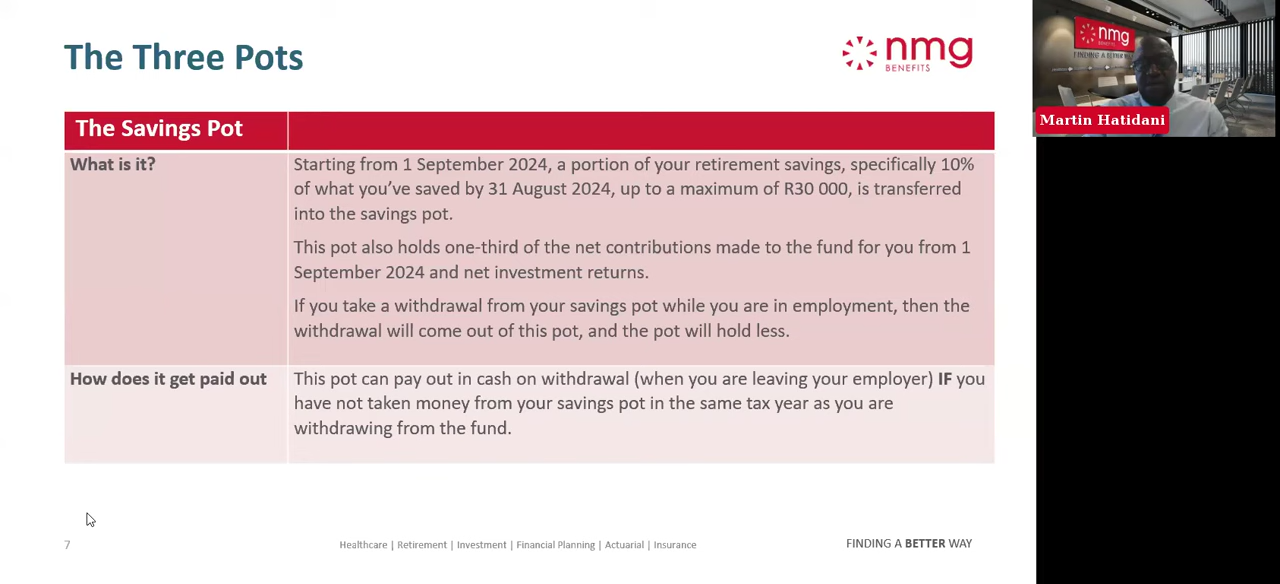 The Three Pots
nmg
BENEFITS
nmg
BENEFITS
FINDING A BETTER WAY
Martin Hatidani
The Savings Pot
What is it?
Starting from 1 September 2024, a portion of your retirement savings, specifically 10%
of what you’ve saved by 31 August 2024, up to a maximum of R30 000, is transferred
into the savings pot.
This pot also holds one-third of the net contributions made to the fund for you from 1
September 2024 and net investment returns.
If you take a withdrawal from your savings pot while you are in employment, then the
withdrawal will come out of this pot, and the pot will hold less.
How does it get paid out
This pot can pay out in cash on withdrawal (when you are leaving your employer) IF you
have not taken money from your savings pot in the same tax year as you are
withdrawing from the fund.
7
Healthcare | Retirement | Investment | Financial Planning | Actuarial | Insurance
FINDING A BETTER WAY